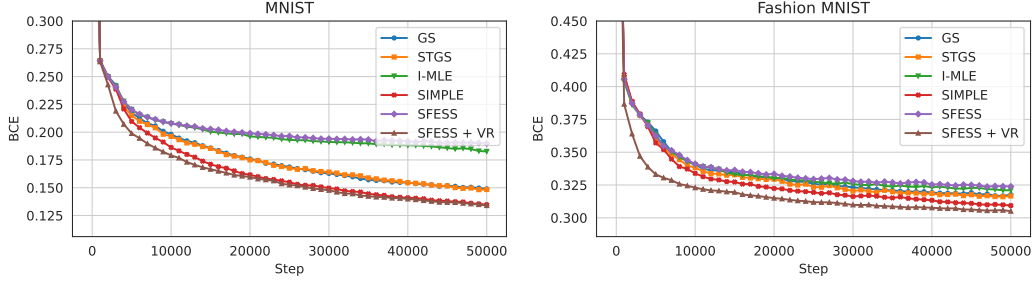 MNIST
0.300
0.275
0.250
0.225
0.200
0.175
0.150
0.125
BCE
GS
STGS
I-MLE
SIMPLE
SFESS
SFESS + VR
0 10000 20000 30000 40000 50000
Step
Fashion MNIST
0.450
0.425
0.400
0.375
0.350
0.325
0.300
BCE
GS
STGS
I-MLE
SIMPLE
SFESS
SFESS + VR
0 10000 20000 30000 40000 50000
Step